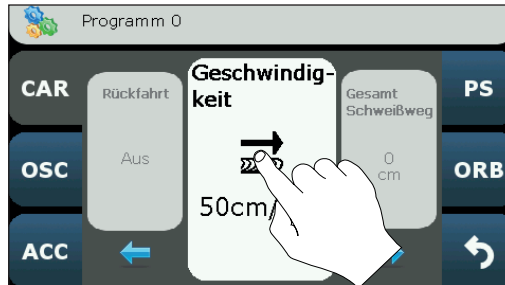 Programm 0
CAR
Rückfahrt
Geschwindig-
keit
Gesamt
Schweißweg
PS
OSC
Aus
0
cm
ORB
50cm/
ACC